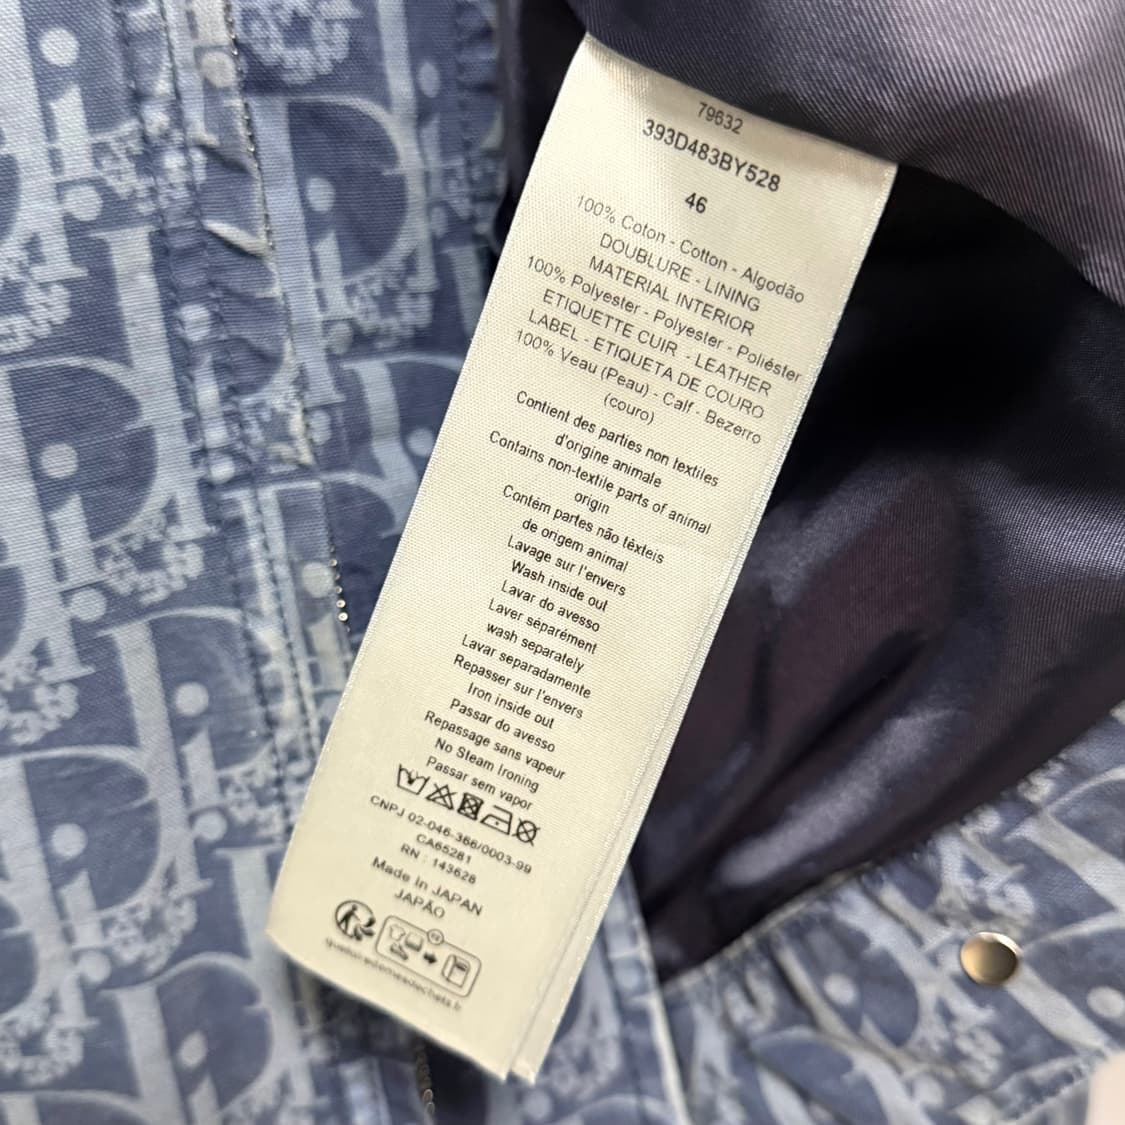 79632
393D483BY528
46
100% Coton - Cotton - Algodão
DOUBLURE - LINING
MATERIAL INTERIOR
100% Polyester - Polyester - Poliéster
ETIQUETTE CUIR - LEATHER
LABEL - ETIQUETA DE COURO
100% Veau (Peau) - Calf - Bezerro
(couro)
Contient des parties non textiles
d'origine animale
Contains non-textile parts of animal
origin
Contém partes não têxteis
de origem animal
Lavage sur l'envers
Wash inside out
Lavar do avesso
Laver séparément
wash separately
Lavar separadamente
Repasser sur l'envers
Iron inside out
Passar do avesso
Repassage sans vapeur
No Steam Ironing
Passar sem vapor
CNPJ 02-046-366/0003-99
CA65281
RN : 143628
Made in JAPAN
JAPÃO
quefairedemesdechets.fr
Dior